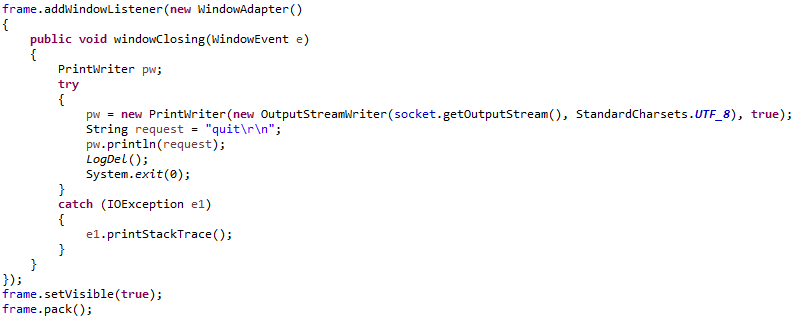 frame.addWindowListener(new WindowAdapter()
{
    public void windowClosing(WindowEvent e)
    {
        PrintWriter pw;
        try
        {
            pw = new PrintWriter(new OutputStreamWriter(socket.getOutputStream(), StandardCharsets.UTF_8), true);
            String request = "quit\r\n";
            pw.println(request);
            LogDel();
            System.exit(0);
        }
        catch (IOException e1)
        {
            e1.printStackTrace();
        }
    }
});
frame.setVisible(true);
frame.pack();